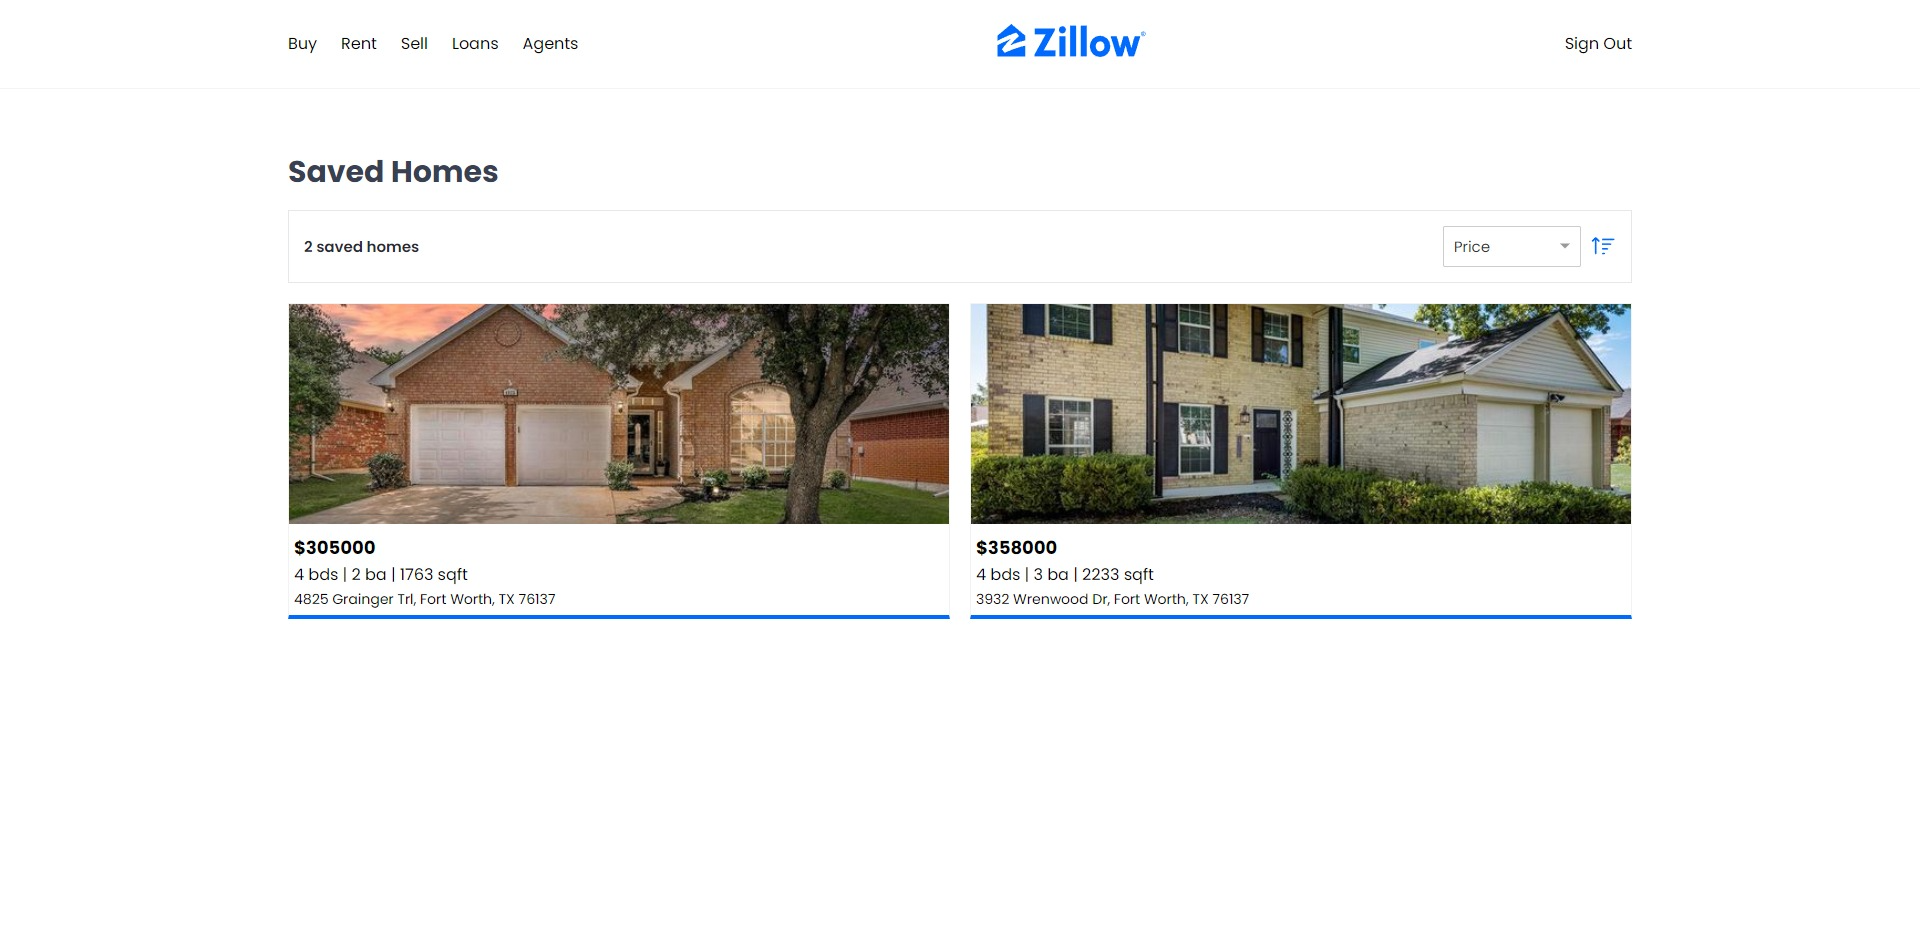 Buy Rent Sell Loans Agents
Zillow
Sign Out
Saved Homes
2 saved homes
Price
$305000
4 bds | 2 ba | 1763 sqft
4825 Grainger Trl, Fort Worth, TX 76137
$358000
4 bds | 3 ba | 2233 sqft
3932 Wrenwood Dr, Fort Worth, TX 76137